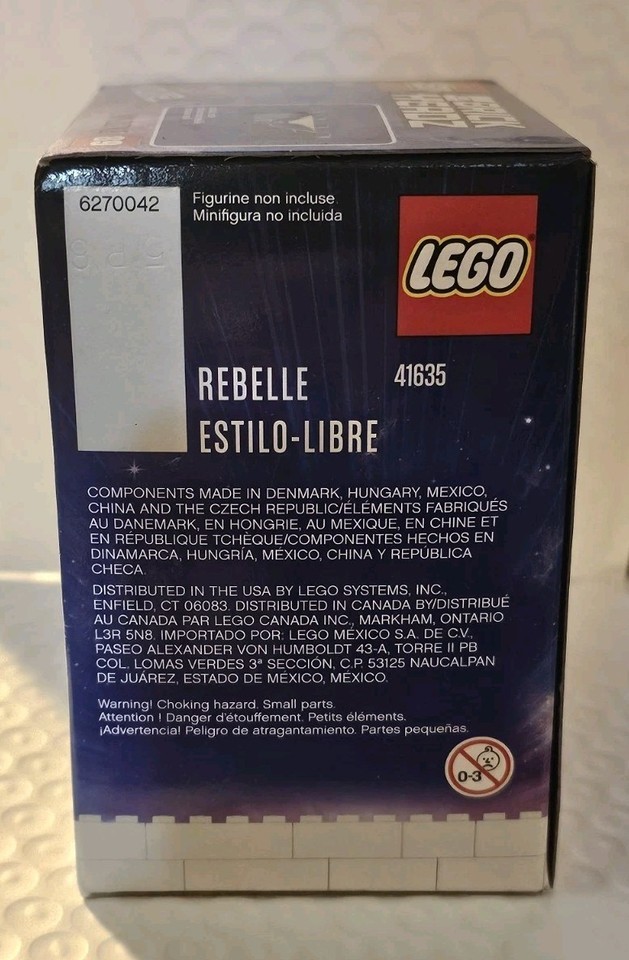 6270042
Figurine non incluse
Minifigura no incluida
LEGO
REBELLE
41635
ESTILO-LIBRE
COMPONENTS MADE IN DENMARK, HUNGARY, MEXICO,
CHINA AND THE CZECH REPUBLIC/ÉLÉMENTS FABRIQUÉS
AU DANEMARK, EN HONGRIE, AU MEXIQUE, EN CHINE ET
EN RÉPUBLIQUE TCHÈQUE/COMPONENTES HECHOS EN
DINAMARCA, HUNGRÍA, MÉXICO, CHINA Y REPÚBLICA
CHECA.
DISTRIBUTED IN THE USA BY LEGO SYSTEMS, INC.,
ENFIELD, CT 06083. DISTRIBUTED IN CANADA BY/DISTRIBUÉ
AU CANADA PAR LEGO CANADA INC., MARKHAM, ONTARIO
L3R 5N8. IMPORTADO POR: LEGO MÉXICO S.A. DE C.V.,
PASEO ALEXANDER VON HUMBOLDT 43-A, TORRE II PB
COL. LOMAS VERDES 3ª SECCIÓN, C.P. 53125 NAUCALPAN
DE JUÁREZ, ESTADO DE MÉXICO, MÉXICO.
Warning! Choking hazard. Small parts.
Attention ! Danger d'étouffement. Petits éléments.
¡Advertencia! Peligro de atragantamiento. Partes pequeñas.
0-3